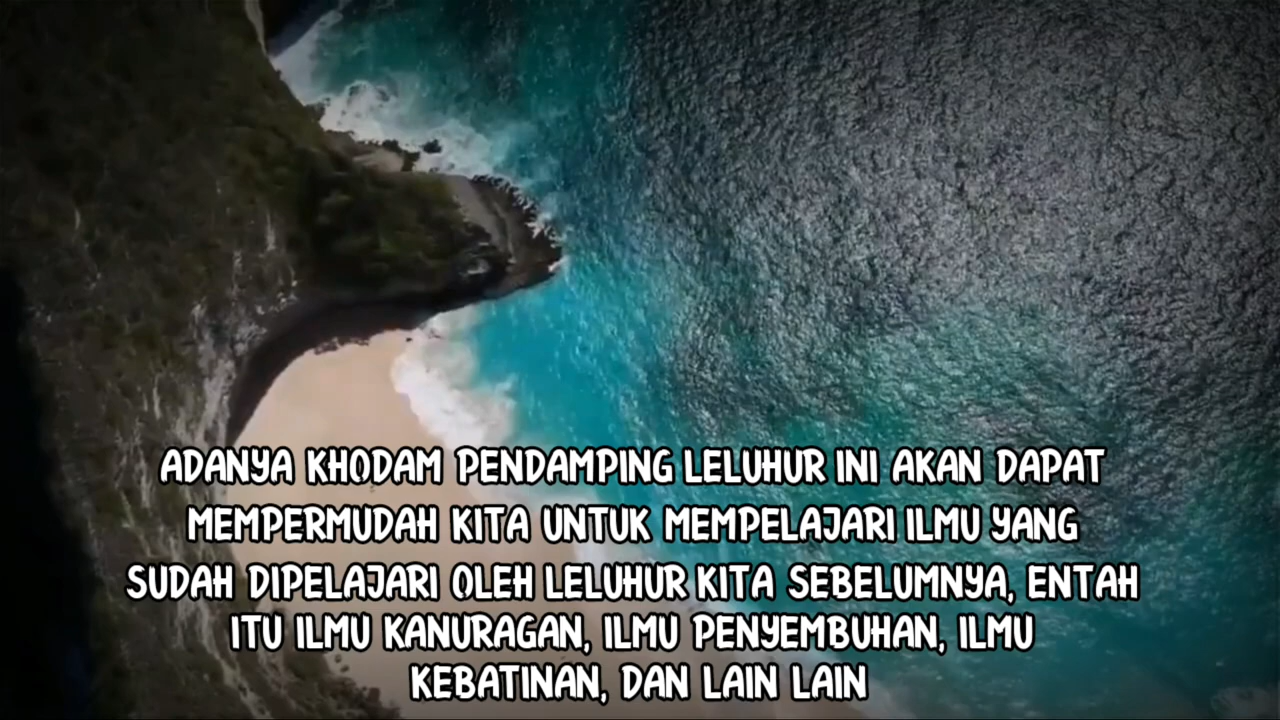 ADANYA KHODAM PENDAMPING LELUHUR INI AKAN DAPAT
MEMPERMUDAH KITA UNTUK MEMPELAJARI ILMU YANG
SUDAH DIPELAJARI OLEH LELUHUR KITA SEBELUMNYA, ENTAH
ITU ILMU KANURAGAN, ILMU PENYEMBUHAN, ILMU
KEBATINAN, DAN LAIN LAIN